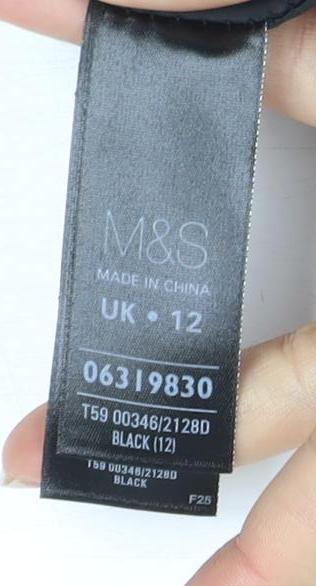 M&S
MADE IN CHINA
UK • 12
06319830
T59 00346/2128D
BLACK (12)
T59 00346/2128D
BLACK
F25